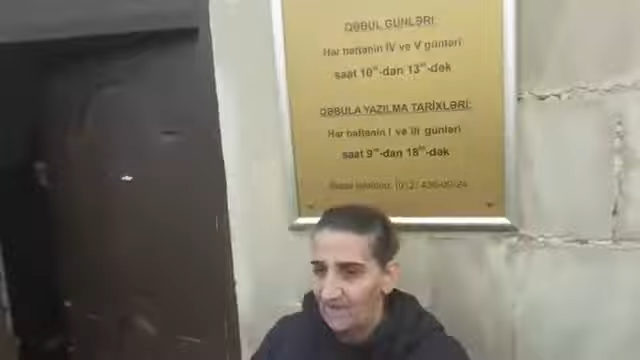 QƏBUL GÜNLƏRİ:
Hər həftənin IV və V günləri
saat 10⁰⁰-dan 13⁰⁰-dək
QƏBULA YAZILMA TARİXLƏRİ:
Hər həftənin I və III günləri
saat 9⁰⁰-dan 18⁰⁰-dək